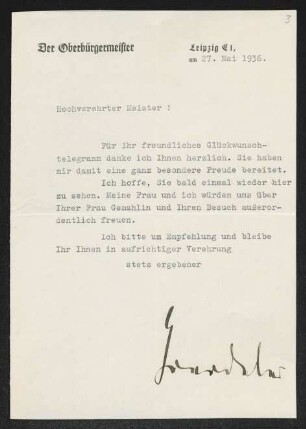 3
Der Oberbürgermeister
Leipzig C1,
am 27. Mai 1936.
Hochverehrter Meister !
Für Ihr freundliches Glückwunsch-
telegramm danke ich Ihnen herzlich. Sie haben
mir damit eine ganz besondere Freude bereitet.
Ich hoffe, Sie bald einmal wieder hier
zu sehen. Meine Frau und ich würden uns über
Ihrer Frau Gemahlin und Ihren Besuch außeror-
dentlich freuen.
Ich bitte um Empfehlung und bleibe
Ihr Ihnen in aufrichtiger Verehrung
stets ergebener
Goerdeler